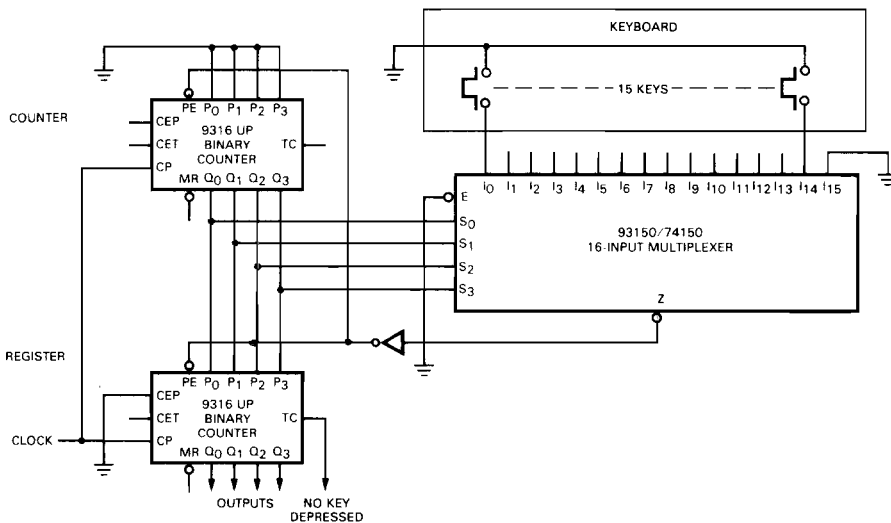 KEYBOARD
15 KEYS
COUNTER
PE P0 P1 P2 P3
CEP
CET
CP
9316 UP
BINARY
COUNTER
TC
MR Q0 Q1 Q2 Q3
I0 I1 I2 I3 I4 I5 I6 I7 I8 I9 I10 I11 I12 I13 I14 I15
E
S0
S1
S2
S3
93150/74150
16-INPUT MULTIPLEXER
Z
REGISTER
PE P0 P1 P2 P3
CEP
CET
CP
9316 UP
BINARY
COUNTER
TC
MR Q0 Q1 Q2 Q3
CLOCK
OUTPUTS
NO KEY
DEPRESSED